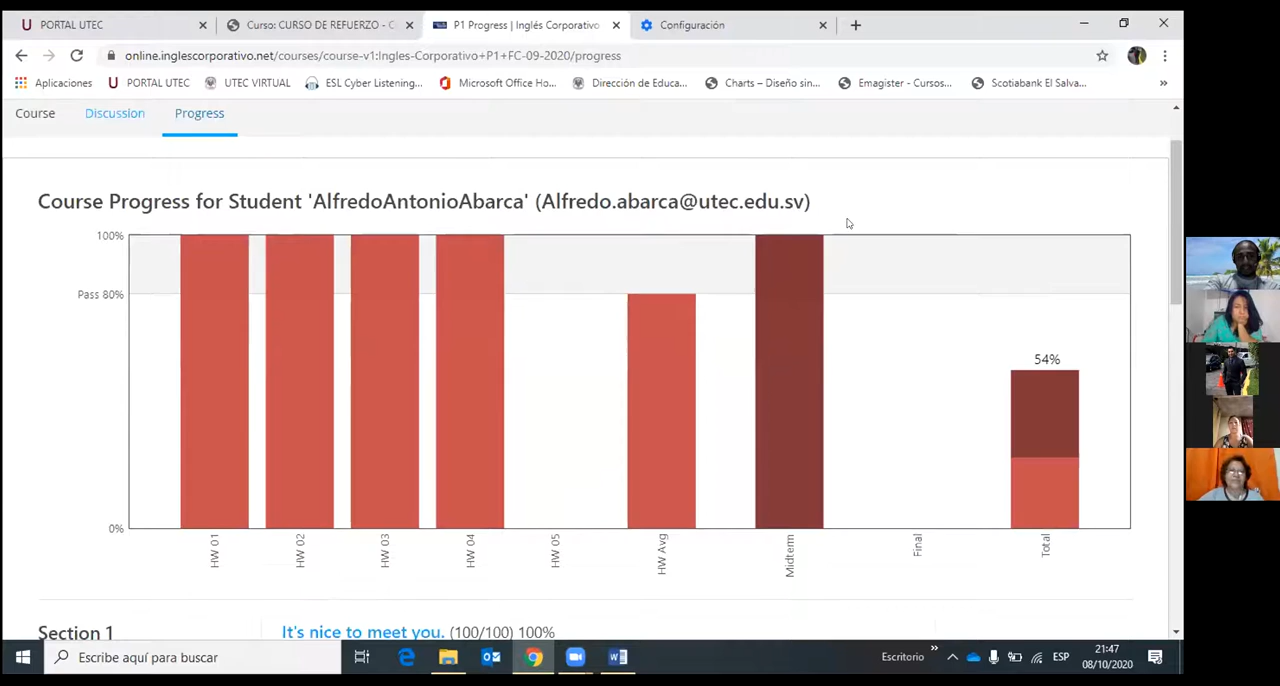 PORTAL UTEC
Curso: CURSO DE REFUERZO - C
P1 Progress | Inglés Corporativo
Configuración
online.inglescorporativo.net/courses/course-v1:Ingles-Corporativo+P1+FC-09-2020/progress
Aplicaciones
PORTAL UTEC
UTEC VIRTUAL
ESL Cyber Listening...
Microsoft Office Ho...
Dirección de Educa...
Charts – Diseño sin...
Emagister - Cursos...
Scotiabank El Salva...
»
Course
Discussion
Progress
Course Progress for Student 'AlfredoAntonioAbarca' (Alfredo.abarca@utec.edu.sv)
100%
Pass 80%
54%
0%
HW 01
HW 02
HW 03
HW 04
HW 05
HW Avg
Midterm
Final
Total
Section 1
It's nice to meet you. (100/100) 100%
Escribe aquí para buscar
Escritorio
»
ESP
21:47
08/10/2020